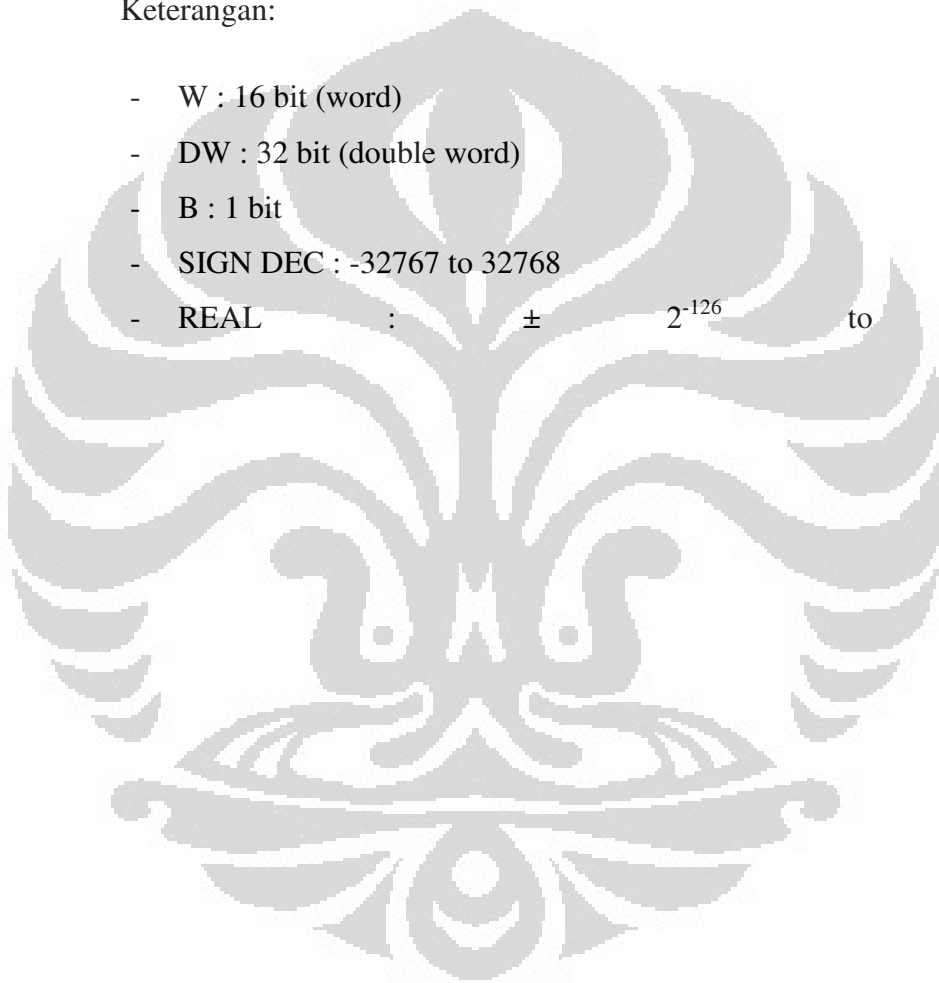 Keterangan:
- W : 16 bit (word)
- DW : 32 bit (double word)
- B : 1 bit
- SIGN DEC : -32767 to 32768
- REAL : ± 2⁻¹²⁶ to